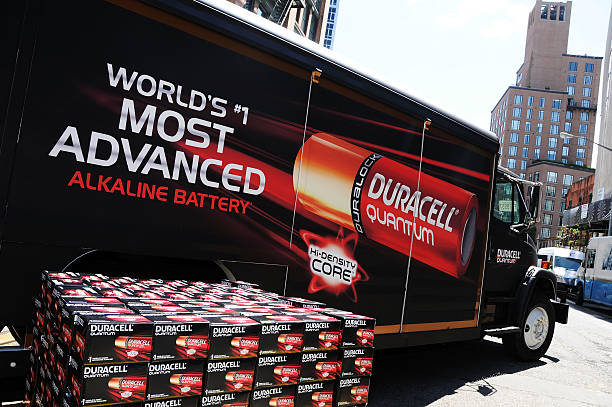 WORLD'S #1
MOST
ADVANCED
ALKALINE BATTERY
DURALOCK
DURACELL®
QUANTUM
HI-DENSITY
CORE
DURACELL
QUANTUM
DURACELL DURACELL DURACELL DURACELL DURACELL
DURACELL DURACELL DURACELL DURACELL DURACELL DURACELL
DURACELL DURACELL DURACELL DURACELL DURACELL